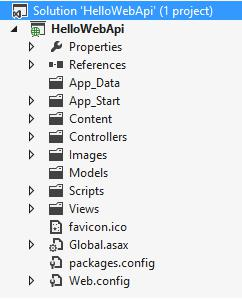 Solution 'HelloWebApi' (1 project)
HelloWebApi
Properties
References
App_Data
App_Start
Content
Controllers
Images
Models
Scripts
Views
favicon.ico
Global.asax
packages.config
Web.config